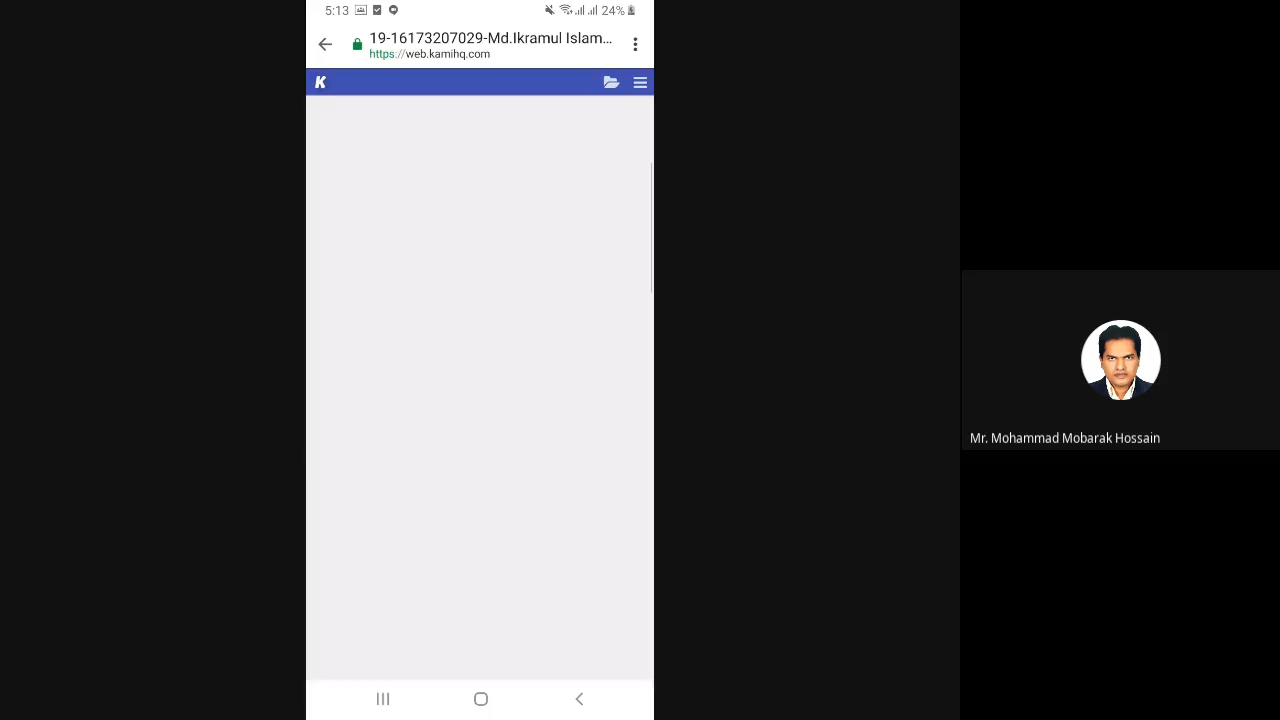 5:13
24%
19-16173207029-Md.Ikramul Islam...
https://web.kamihq.com
K
Mr. Mohammad Mobarak Hossain